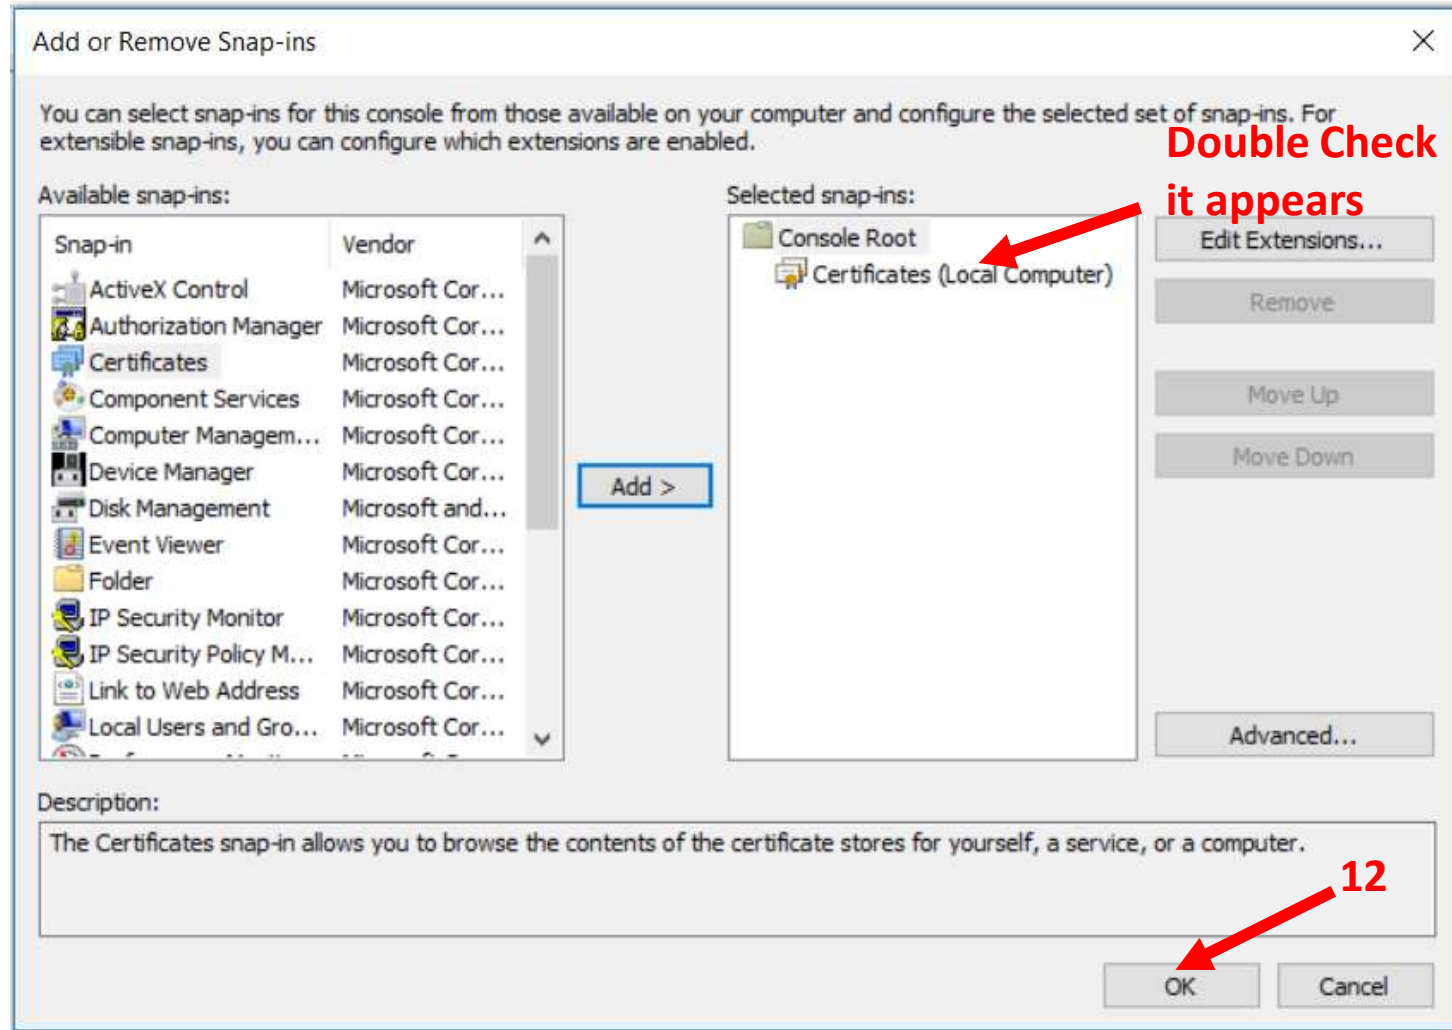 Add or Remove Snap-ins
You can select snap-ins for this console from those available on your computer and configure the selected set of snap-ins. For
extensible snap-ins, you can configure which extensions are enabled.
Double Check
it appears
Available snap-ins:
Snap-in Vendor
ActiveX Control Microsoft Cor...
Authorization Manager Microsoft Cor...
Certificates Microsoft Cor...
Component Services Microsoft Cor...
Computer Managem... Microsoft Cor...
Device Manager Microsoft Cor...
Disk Management Microsoft and...
Event Viewer Microsoft Cor...
Folder Microsoft Cor...
IP Security Monitor Microsoft Cor...
IP Security Policy M... Microsoft Cor...
Link to Web Address Microsoft Cor...
Local Users and Gro... Microsoft Cor...
Add >
Selected snap-ins:
Console Root
Certificates (Local Computer)
Edit Extensions...
Remove
Move Up
Move Down
Advanced...
Description:
The Certificates snap-in allows you to browse the contents of the certificate stores for yourself, a service, or a computer.
12
OK Cancel